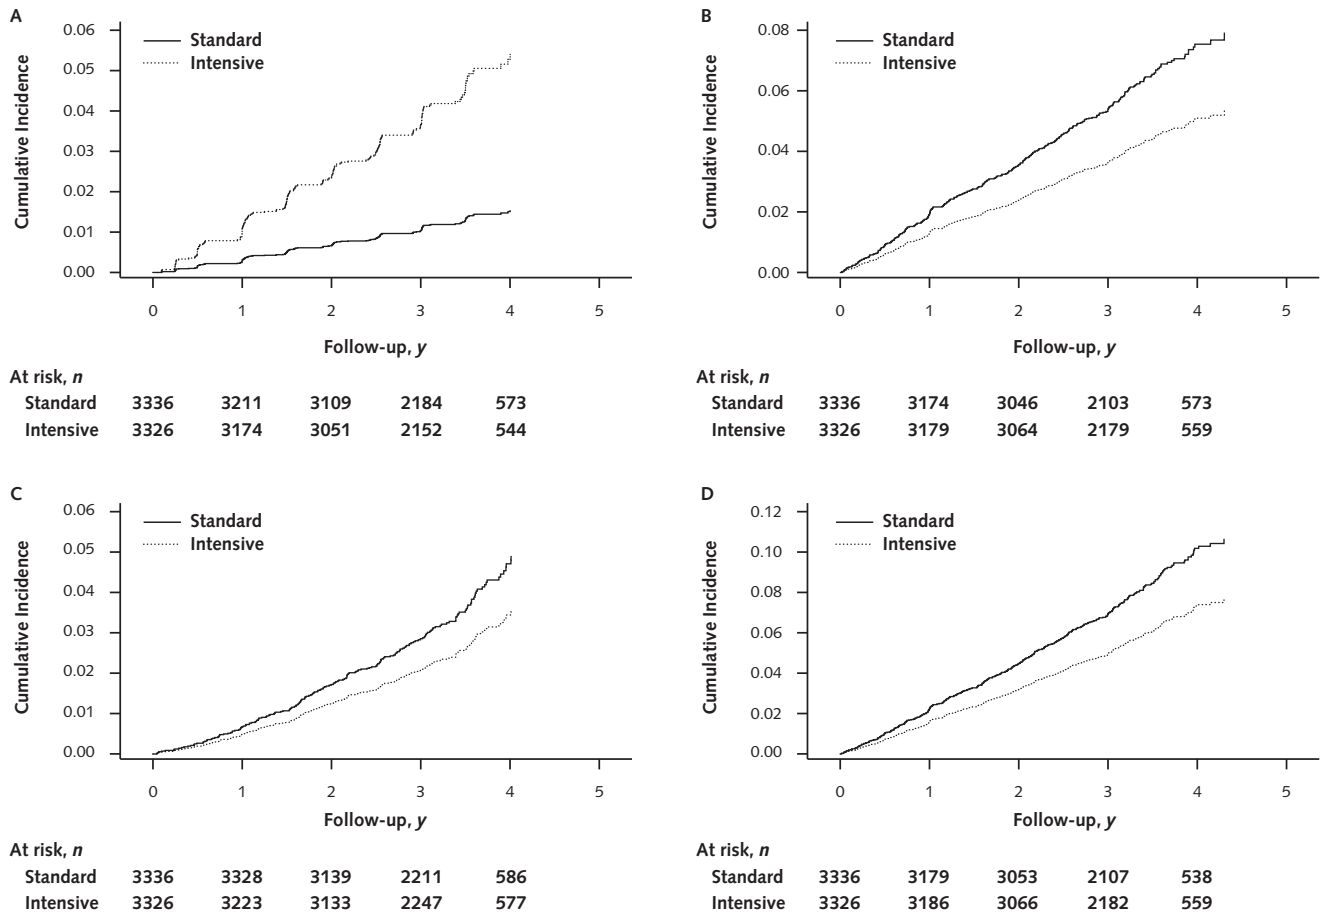 A
Cumulative Incidence
0.06
0.05
0.04
0.03
0.02
0.01
0.00
Standard
Intensive
0 1 2 3 4 5
Follow-up, y
At risk, n
Standard 3336 3211 3109 2184 573
Intensive 3326 3174 3051 2152 544
B
Cumulative Incidence
0.08
0.06
0.04
0.02
0.00
Standard
Intensive
0 1 2 3 4 5
Follow-up, y
At risk, n
Standard 3336 3174 3046 2103 573
Intensive 3326 3179 3064 2179 559
C
Cumulative Incidence
0.06
0.05
0.04
0.03
0.02
0.01
0.00
Standard
Intensive
0 1 2 3 4 5
Follow-up, y
At risk, n
Standard 3336 3328 3139 2211 586
Intensive 3326 3223 3133 2247 577
D
Cumulative Incidence
0.12
0.10
0.08
0.06
0.04
0.02
0.00
Standard
Intensive
0 1 2 3 4 5
Follow-up, y
At risk, n
Standard 3336 3179 3053 2107 538
Intensive 3326 3186 3066 2182 559